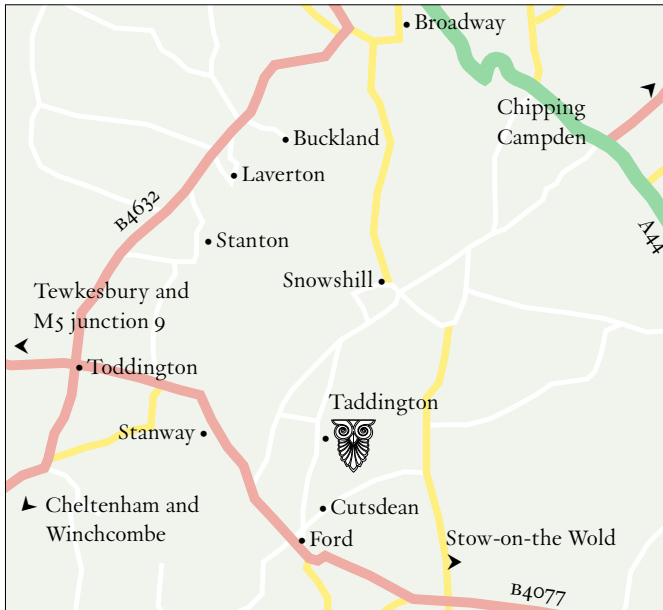 Broadway
Chipping
Campden
Buckland
Laverton
B4632
Stanton
A44
Snowshill
Tewkesbury and
M5 junction 9
Toddington
Taddington
Stanway
Cheltenham and
Winchcombe
Cutsdean
Ford
Stow-on-the Wold
B4077